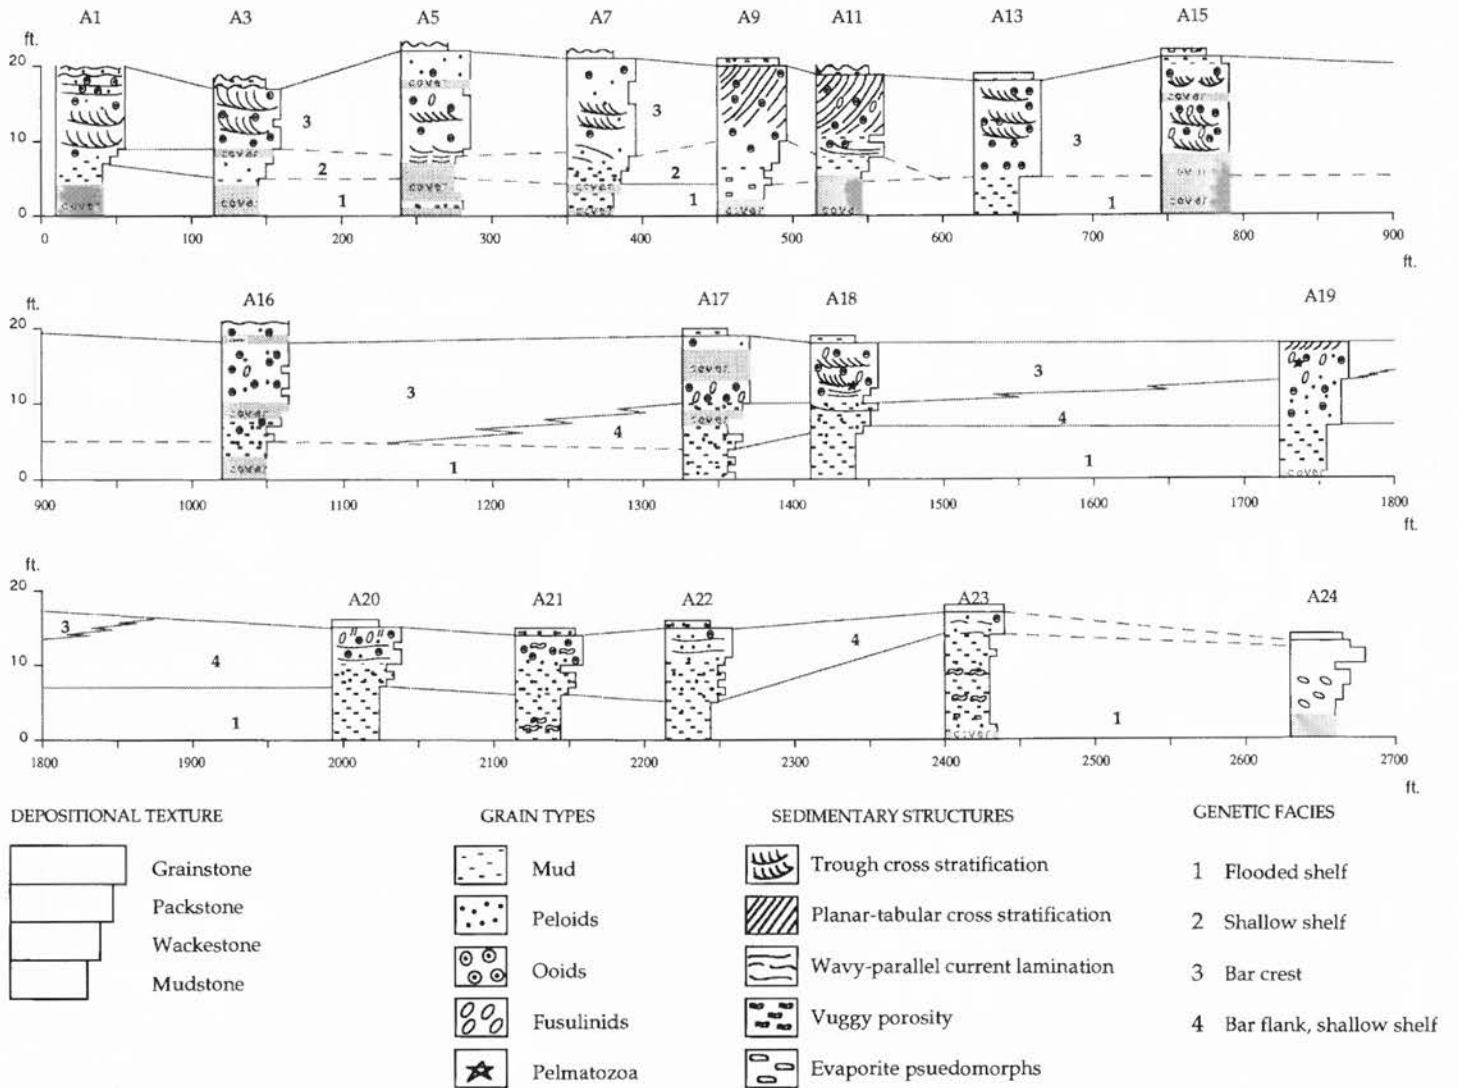 A1 A3 A5 A7 A9 A11 A13 A15
ft.
20
10
0
3 3 3
2 2
1 1 1
cover cover cover cover cover cover
cover cover cover cover cover cover cover cover
0 100 200 300 400 500 600 700 800 900
ft.
ft.
A16 A17 A18 A19
20
10
0
3 3
4 4
1 1
cover cover cover
cover cover cover
900 1000 1100 1200 1300 1400 1500 1600 1700 1800
ft.
ft.
A20 A21 A22 A23 A24
20
10
0
3
4 4
1 1
cover
1800 1900 2000 2100 2200 2300 2400 2500 2600 2700
ft.
DEPOSITIONAL TEXTURE
Grainstone
Packstone
Wackestone
Mudstone
GRAIN TYPES
Mud
Peloids
Ooids
Fusulinids
Pelmatozoa
SEDIMENTARY STRUCTURES
Trough cross stratification
Planar-tabular cross stratification
Wavy-parallel current lamination
Vuggy porosity
Evaporite psuedomorphs
GENETIC FACIES
1 Flooded shelf
2 Shallow shelf
3 Bar crest
4 Bar flank, shallow shelf